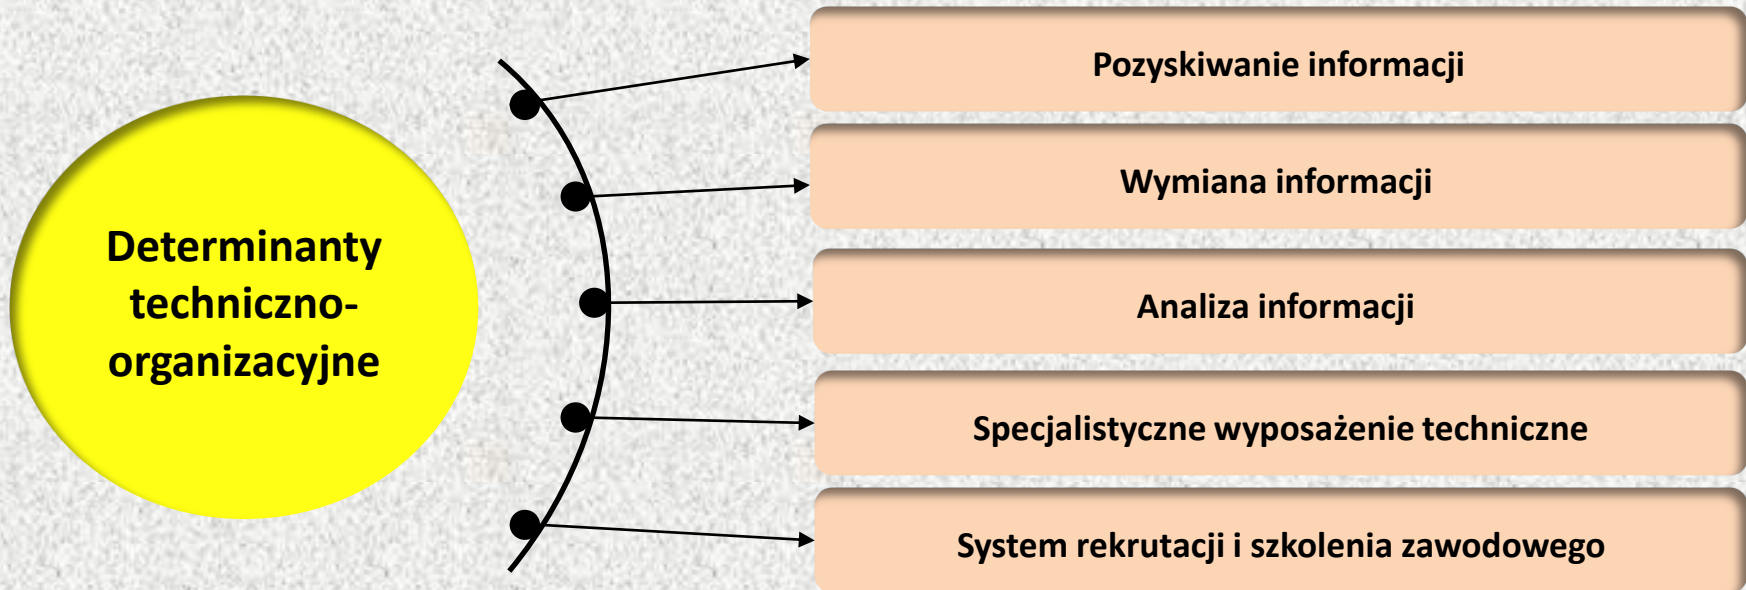 Determinanty
techniczno-
organizacyjne
Pozyskiwanie informacji
Wymiana informacji
Analiza informacji
Specjalistyczne wyposażenie techniczne
System rekrutacji i szkolenia zawodowego